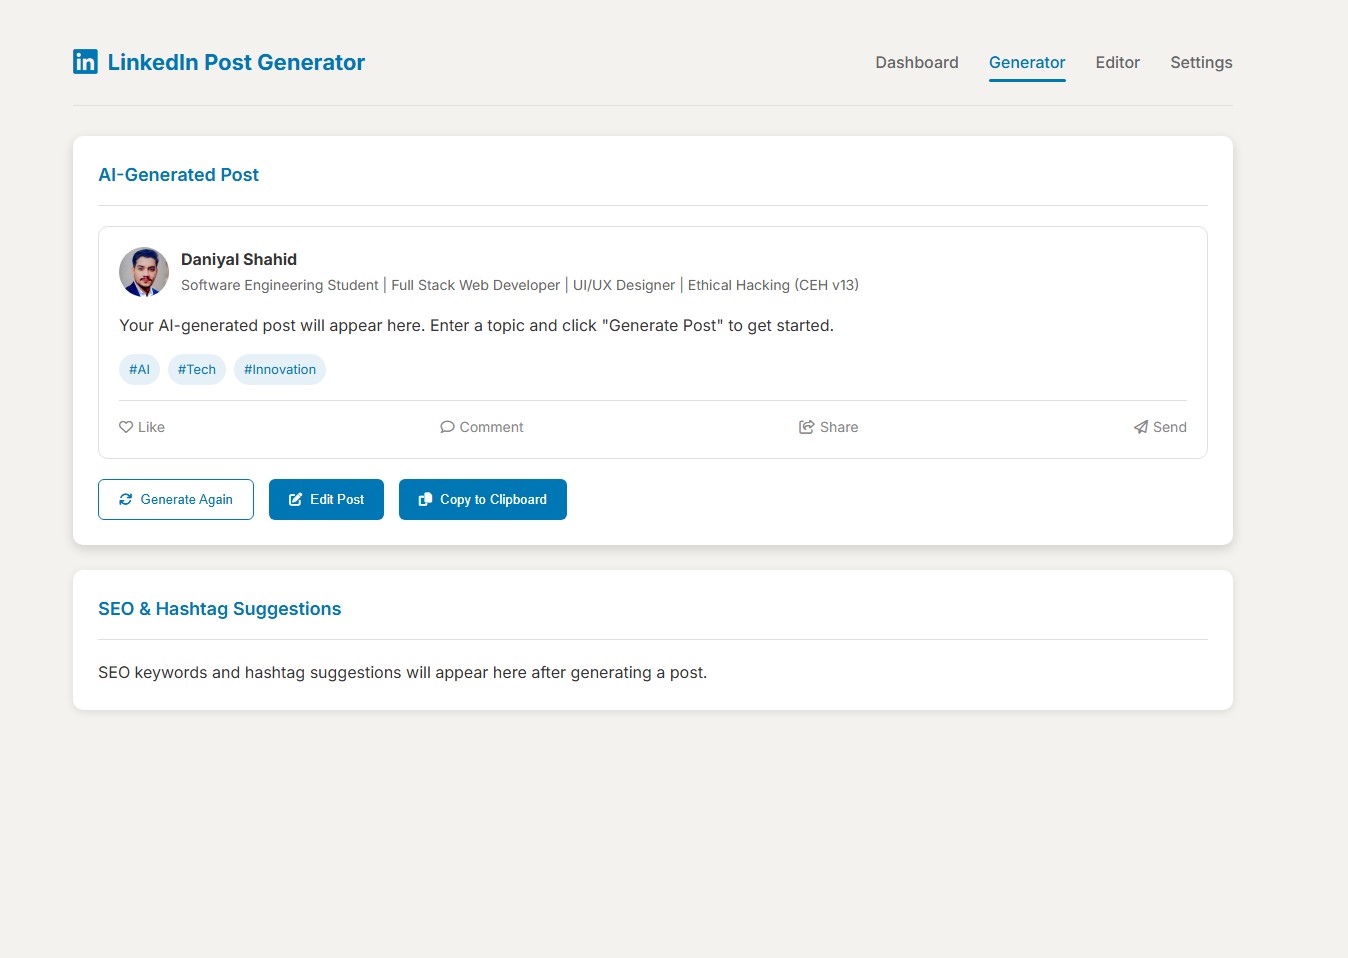 in LinkedIn Post Generator
Dashboard Generator Editor Settings
AI-Generated Post
Daniyal Shahid
Software Engineering Student | Full Stack Web Developer | UI/UX Designer | Ethical Hacking (CEH v13)
Your AI-generated post will appear here. Enter a topic and click "Generate Post" to get started.
#AI #Tech #Innovation
Like Comment Share Send
Generate Again Edit Post Copy to Clipboard
SEO & Hashtag Suggestions
SEO keywords and hashtag suggestions will appear here after generating a post.